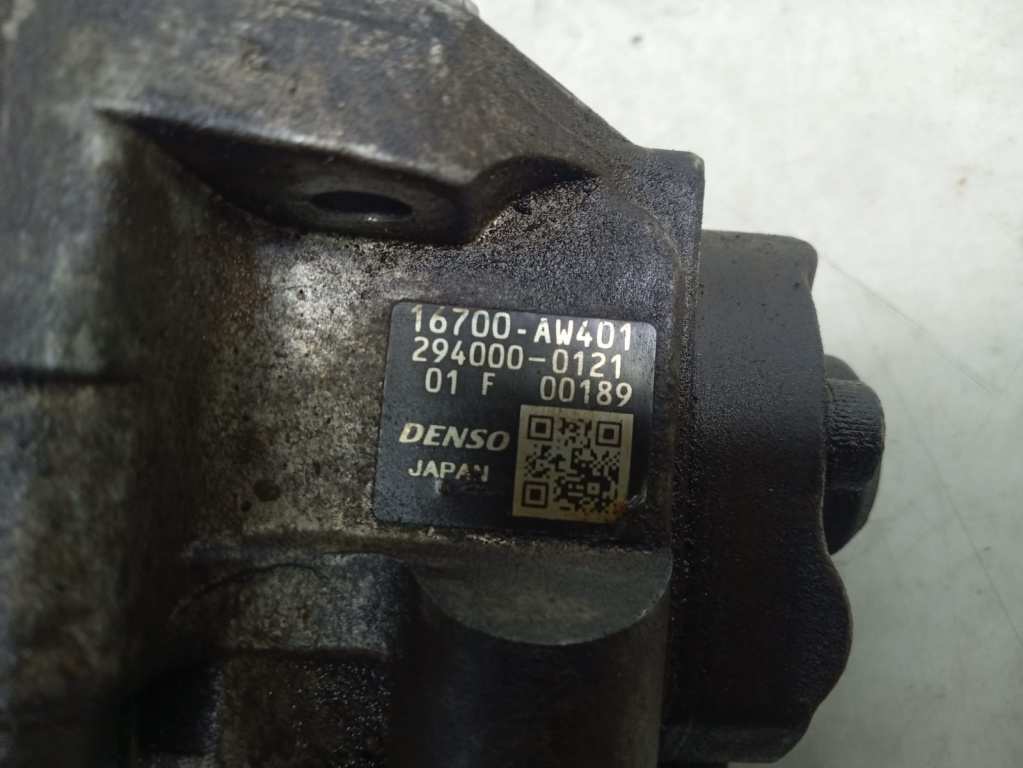 16700-AW401
294000-0121
01 F 00189
DENSO
JAPAN